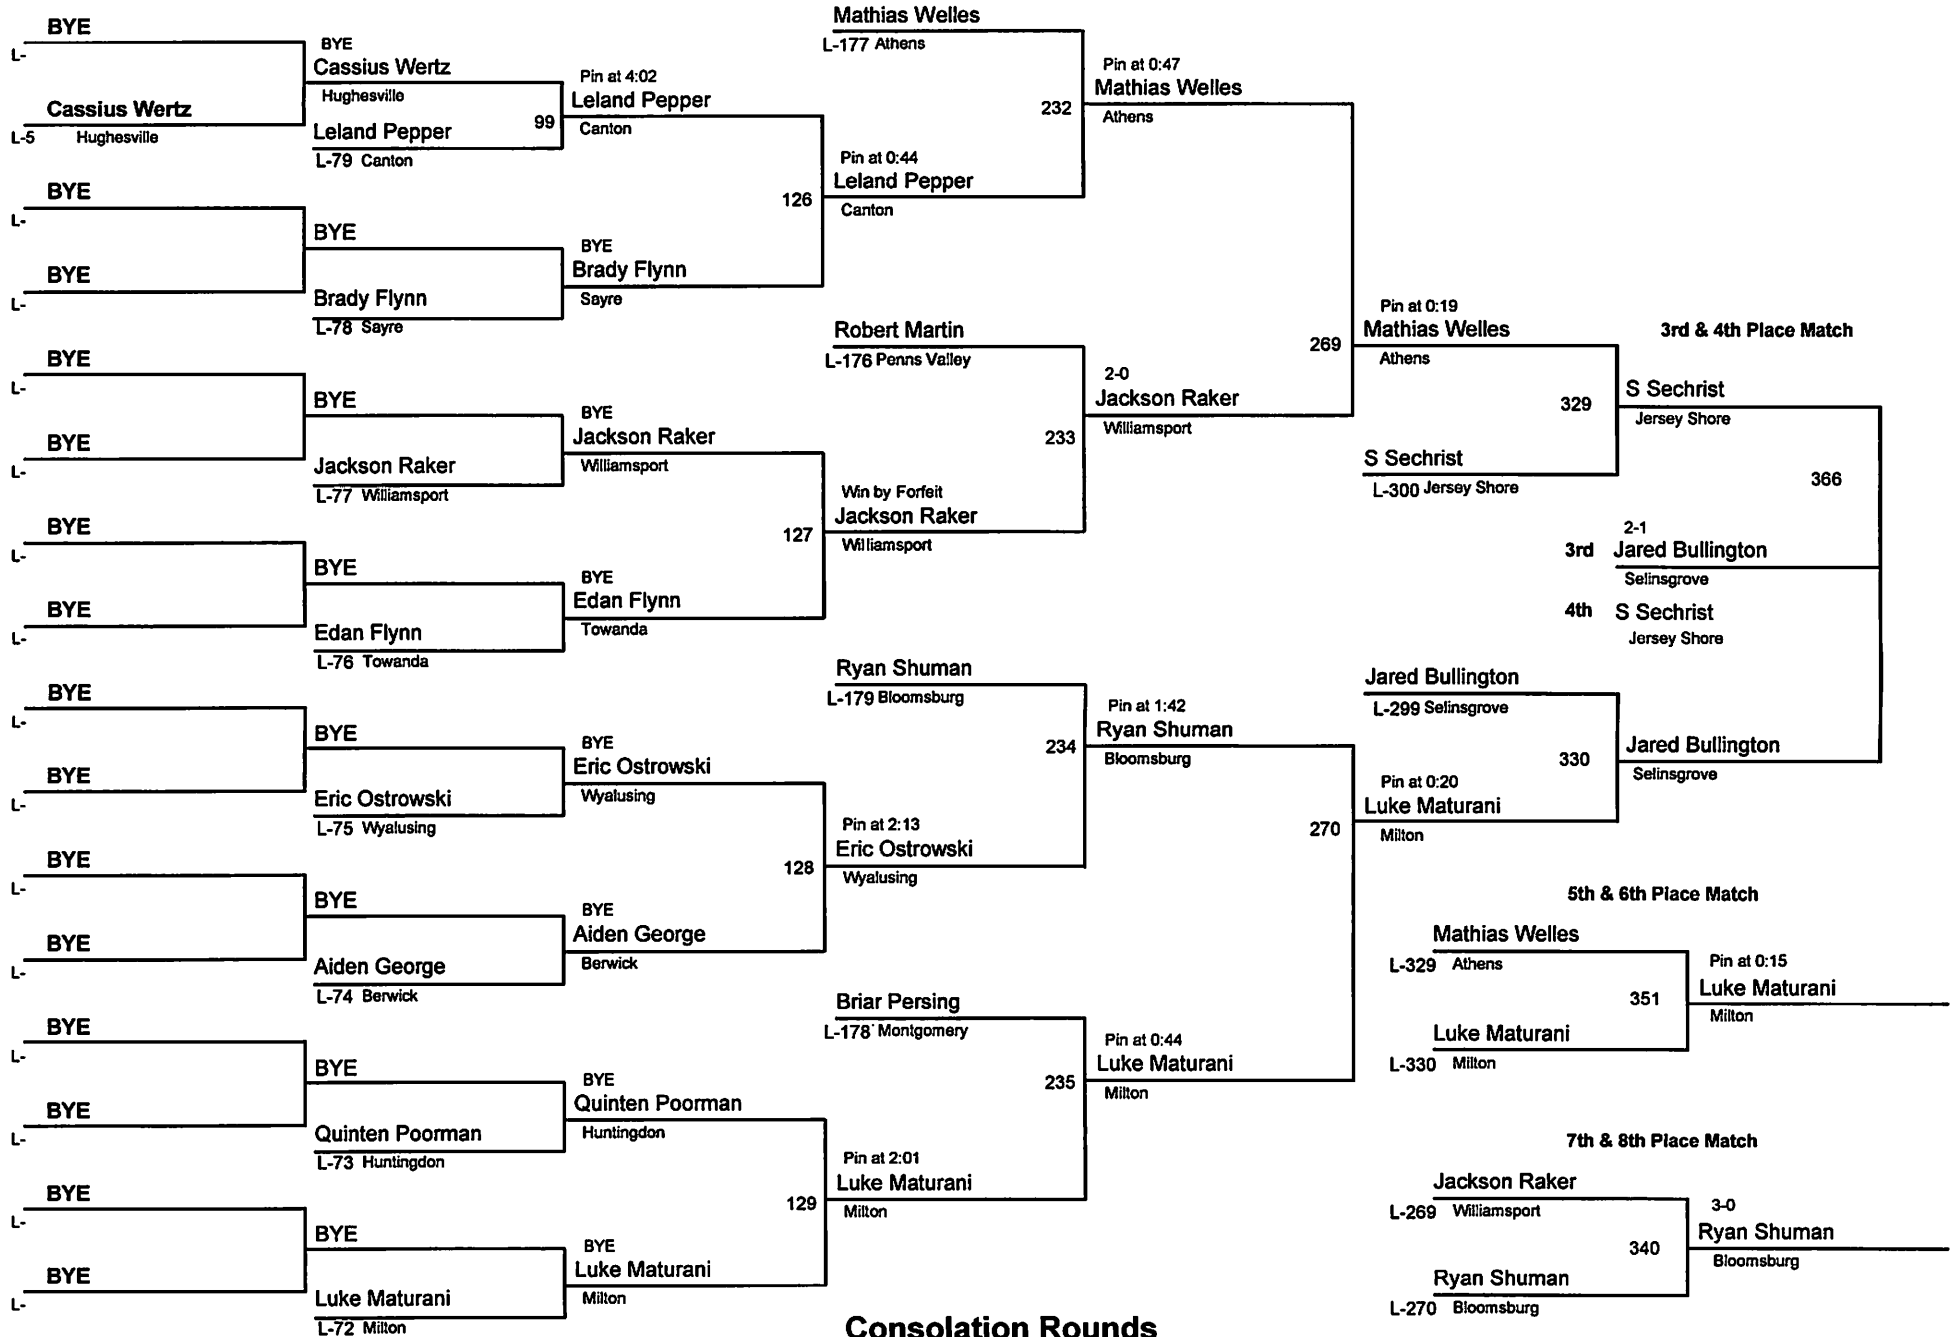 BYE
L-
Cassius Wertz
L-5 Hughesville
BYE
L-
BYE
L-
BYE
L-
BYE
L-
BYE
L-
BYE
L-
BYE
L-
BYE
L-
BYE
L-
BYE
L-
BYE
L-
BYE
L-
BYE
L-
BYE
L-
BYE
Cassius Wertz
Hughesville
99
Leland Pepper
L-79 Canton
BYE
Brady Flynn
L-78 Sayre
BYE
Jackson Raker
L-77 Williamsport
BYE
Edan Flynn
L-76 Towanda
BYE
Eric Ostrowski
L-75 Wyalusing
BYE
Aiden George
L-74 Berwick
BYE
Quinten Poorman
L-73 Huntingdon
BYE
Luke Maturani
L-72 Milton
Pin at 4:02
Leland Pepper
Canton
126
BYE
Brady Flynn
Sayre
BYE
Jackson Raker
Williamsport
127
BYE
Edan Flynn
Towanda
BYE
Eric Ostrowski
Wyalusing
128
BYE
Aiden George
Berwick
BYE
Quinten Poorman
Huntingdon
129
BYE
Luke Maturani
Milton
Mathias Welles
L-177 Athens
232
Pin at 0:44
Leland Pepper
Canton
Robert Martin
L-176 Penns Valley
233
Win by Forfeit
Jackson Raker
Williamsport
Ryan Shuman
L-179 Bloomsburg
234
Pin at 2:13
Eric Ostrowski
Wyalusing
Briar Persing
L-178 Montgomery
235
Pin at 2:01
Luke Maturani
Milton
Pin at 0:47
Mathias Welles
Athens
269
2-0
Jackson Raker
Williamsport
Pin at 1:42
Ryan Shuman
Bloomsburg
270
Pin at 0:44
Luke Maturani
Milton
Pin at 0:19
Mathias Welles
Athens
329
S Sechrist
L-300 Jersey Shore
Jared Bullington
L-299 Selinsgrove
330
Pin at 0:20
Luke Maturani
Milton
3rd & 4th Place Match
S Sechrist
Jersey Shore
366
2-1
3rd Jared Bullington
Selinsgrove
4th S Sechrist
Jersey Shore
Jared Bullington
Selinsgrove
5th & 6th Place Match
Mathias Welles
L-329 Athens
351
Luke Maturani
L-330 Milton
Pin at 0:15
Luke Maturani
Milton
7th & 8th Place Match
Jackson Raker
L-269 Williamsport
340
Ryan Shuman
L-270 Bloomsburg
3-0
Ryan Shuman
Bloomsburg
Consolation Rounds